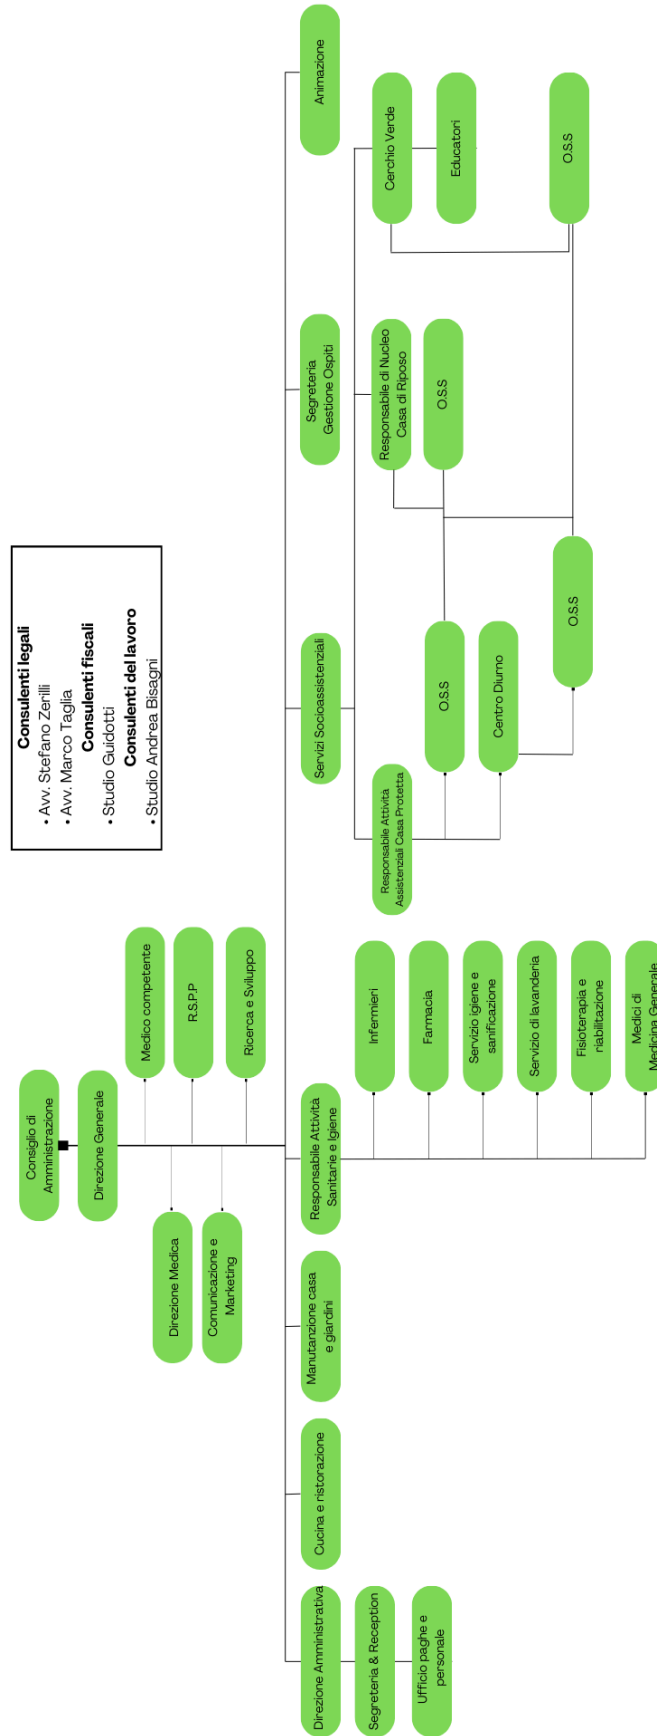 Consiglio di
Amministrazione
Direzione Generale
Consulenti legali
• Avv. Stefano Zerilli
• Avv. Marco Taglia
Consulenti fiscali
• Studio Guidotti
Consulenti del lavoro
• Studio Andrea Bisagni
Medico competente
Direzione Medica
R.S.P.P
Comunicazione e
Marketing
Ricerca e Sviluppo
Direzione Amministrativa
Cucina e ristorazione
Manutanzione casa
e giardini
Responsabile Attività
Sanitarie e Igiene
Servizi Socioassistenziali
Segreteria
Gestione Ospiti
Animazione
Segreteria & Reception
Ufficio paghe e
personale
Infermieri
Farmacia
Servizio igiene e
sanificazione
Servizio di lavanderia
Fisioterapia e
riabilitazione
Medici di
Medicina Generale
Responsabile Attività
Assistenziali Casa Protetta
O.S.S
Centro Diurno
O.S.S
Responsabile di Nucleo
Casa di Riposo
O.S.S
Cerchio Verde
Educatori
O.S.S